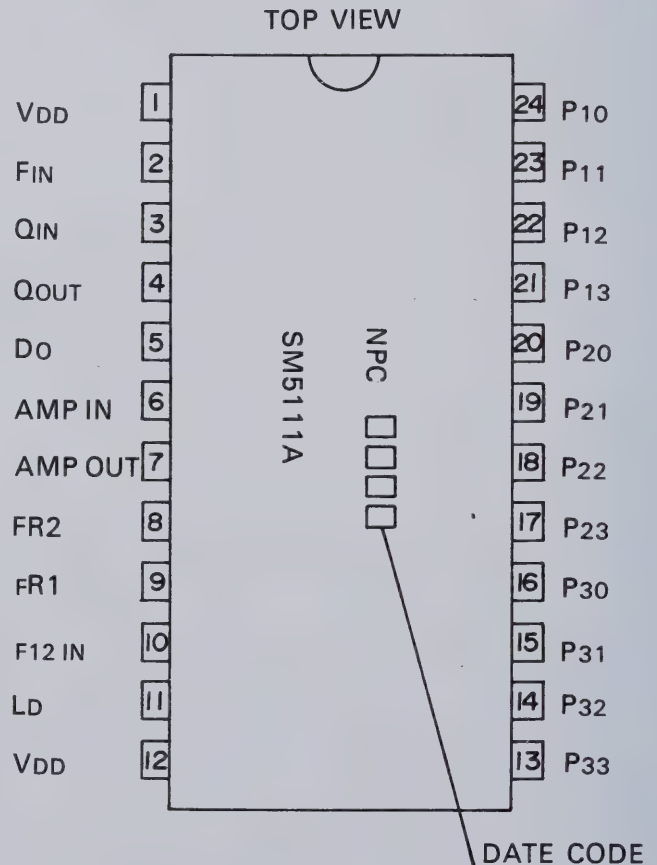 TOP VIEW
VDD 1 24 P10
FIN 2 23 P11
QIN 3 22 P12
QOUT 4 21 P13
DO 5 20 P20
AMP IN 6 19 P21
AMP OUT 7 18 P22
FR2 8 17 P23
FR1 9 16 P30
F12 IN 10 15 P31
LD 11 14 P32
VDD 12 13 P33
NPC
SM5111A
DATE CODE